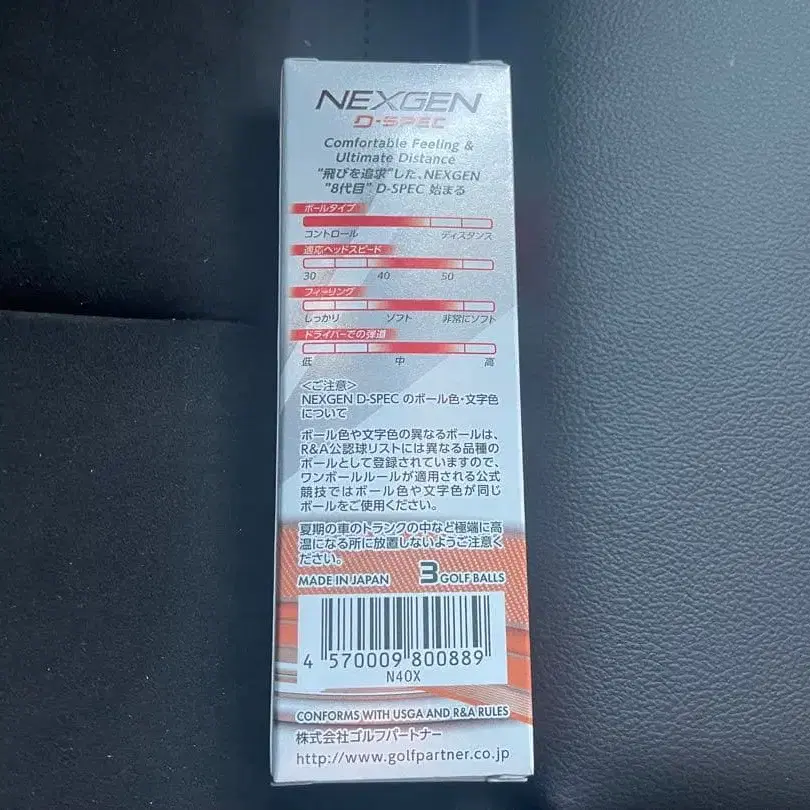 NEXGEN
D-SPEC
Comfortable Feeling &
Ultimate Distance
"飛びを追求"した、NEXGEN
"8代目" D-SPEC 始まる
ボールタイプ
コントロール ディスタンス
適応ヘッドスピード
30 40 50
フィーリング
しっかり ソフト 非常にソフト
ドライバーでの弾道
低 中 高
<ご注意>
NEXGEN D-SPEC のボール色・文字色
について
ボール色や文字色の異なるボールは、
R&A公認球リストには異なる品種の
ボールとして登録されていますので、
ワンボールルールが適用される公式
競技ではボール色や文字色が同じ
ボールをご使用ください。
夏期の車のトランクの中など極端に高
温になる所に放置しないようご注意く
ださい。
MADE IN JAPAN 3 GOLF BALLS
4 570009 800889
N40X
CONFORMS WITH USGA AND R&A RULES
株式会社ゴルフパートナー
http://www.golfpartner.co.jp